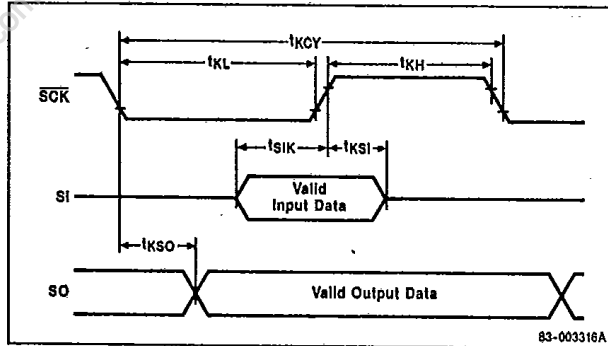 tKCY
tKL
tKH
SCK
tSIK
tKSI
SI
Valid
Input Data
tKSO
SO
Valid Output Data
83-003316A